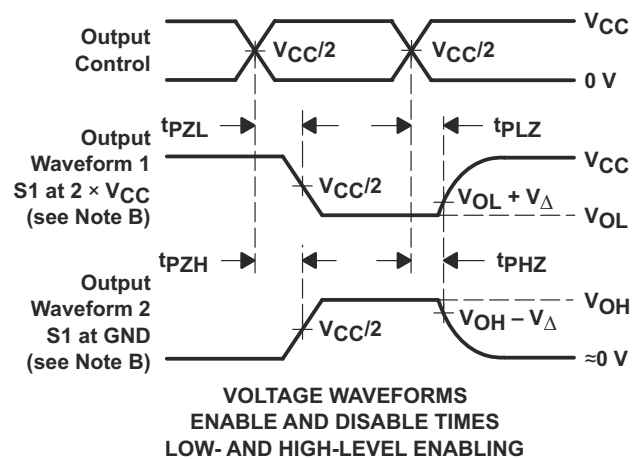 Output
Control
VCC/2
VCC/2
VCC
0 V
Output
Waveform 1
S1 at 2 × VCC
(see Note B)
tPZL
tPLZ
VCC/2
VCC
VOL + VΔ
VOL
Output
Waveform 2
S1 at GND
(see Note B)
tPZH
tPHZ
VCC/2
VOH
VOH – VΔ
≈0 V
VOLTAGE WAVEFORMS
ENABLE AND DISABLE TIMES
LOW- AND HIGH-LEVEL ENABLING